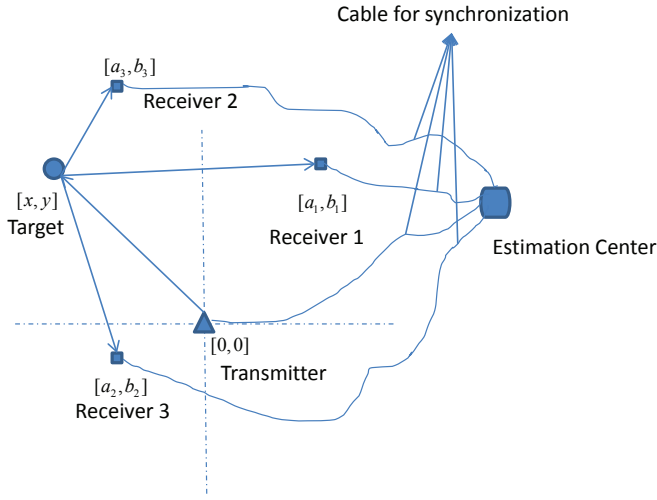 Cable for synchronization
[a₃, b₃]
Receiver 2
[x, y]
Target
[a₁, b₁]
Receiver 1
Estimation Center
[0, 0]
Transmitter
[a₂, b₂]
Receiver 3